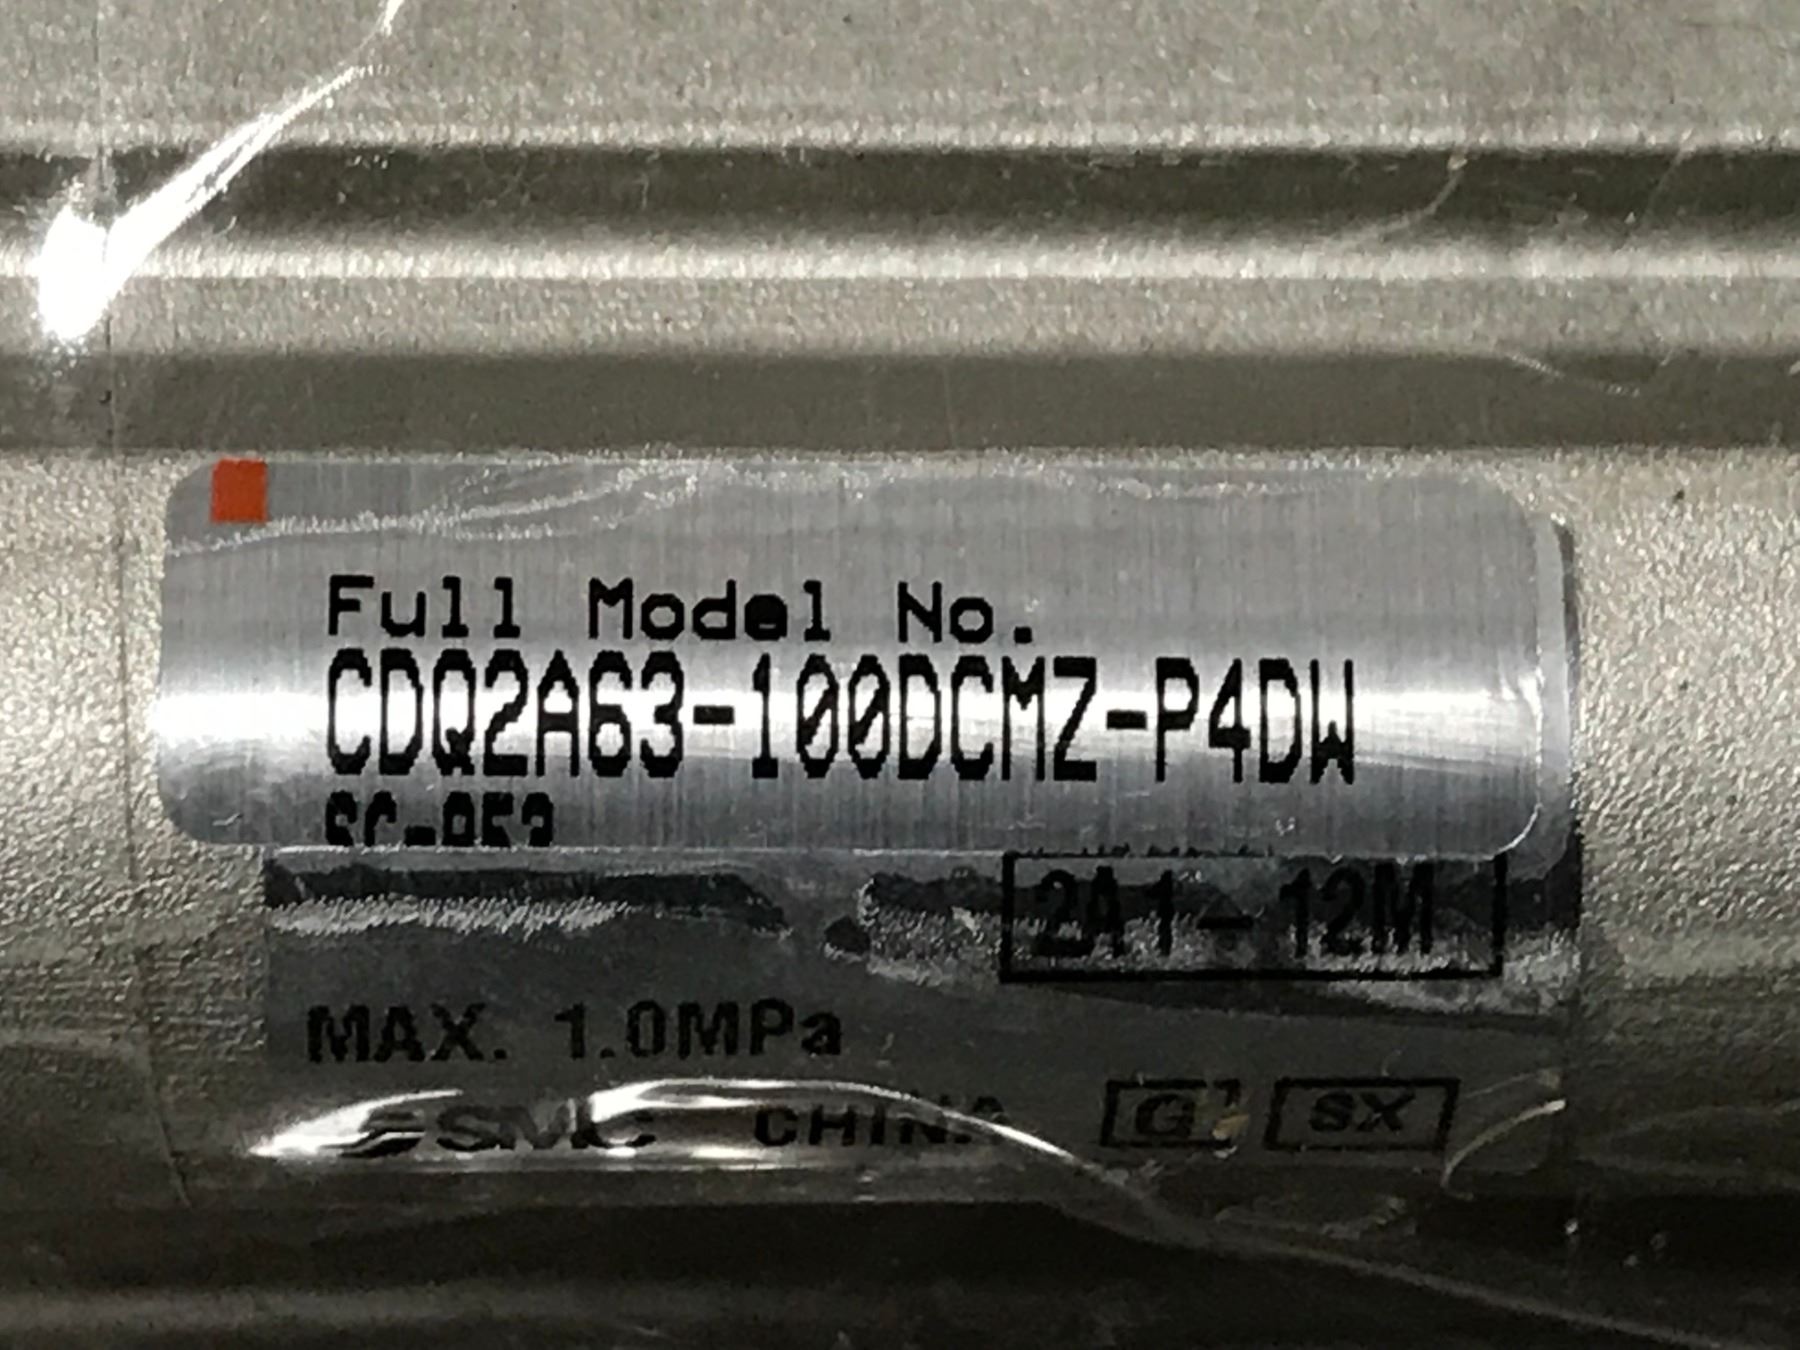 Full Model No.
CDQ2A63-100DCMZ-P4DW
2A1-12M
MAX. 1.0MPa
SMC CHINA G SX